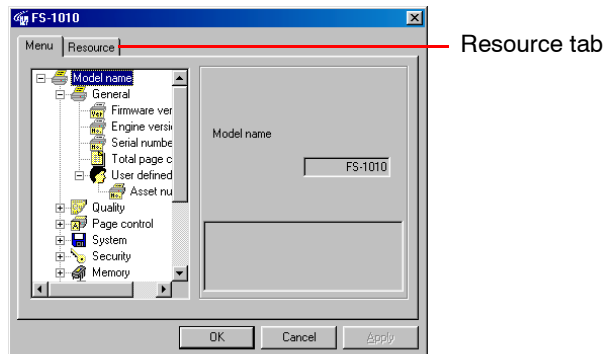 FS-1010
Menu
Resource
Resource tab
Model name
General
Firmware ver
Engine versi
Serial numbe
Total page c
User defined
Asset nu
Quality
Page control
System
Security
Memory
Model name
FS-1010
OK
Cancel
Apply